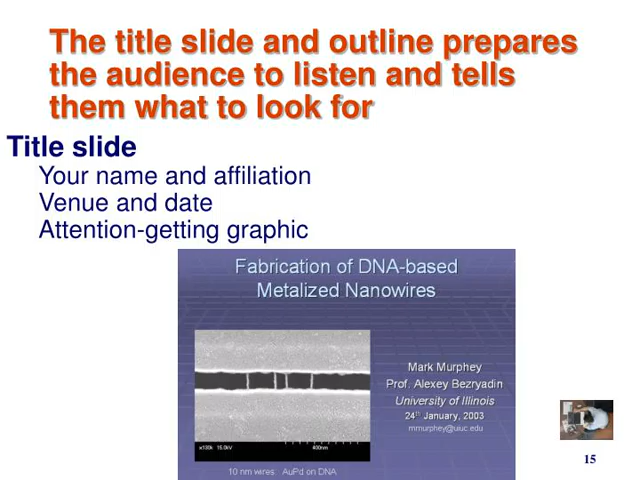 The title slide and outline prepares
the audience to listen and tells
them what to look for
Title slide
Your name and affiliation
Venue and date
Attention-getting graphic
Fabrication of DNA-based
Metalized Nanowires
Mark Murphey
Prof. Alexey Bezryadin
University of Illinois
24th January, 2003
mmurphey@uiuc.edu
x130k 15.0kV 400nm
10 nm wires. AuPd on DNA
15